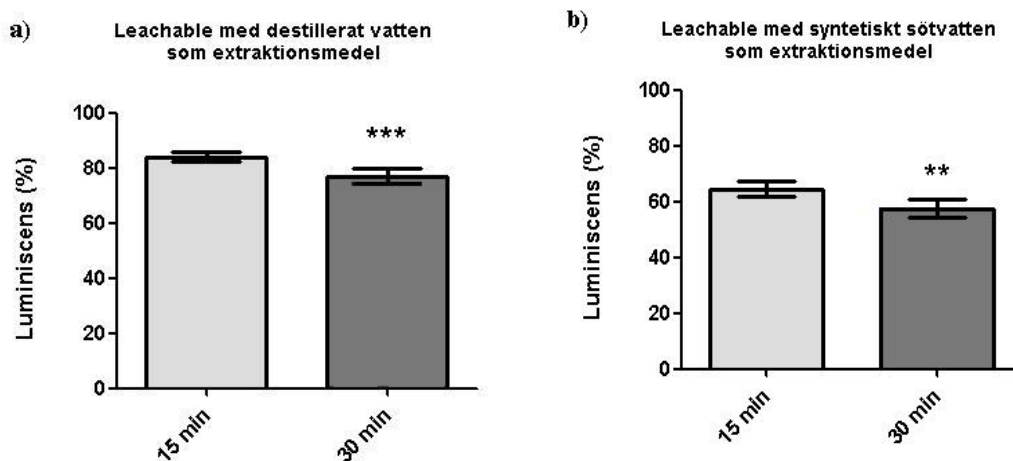 a)
Leachable med destillerat vatten
som extraktionsmedel
Luminiscens (%)
100
80
60
40
20
0
***
15 min
30 min
b)
Leachable med syntetiskt sötvatten
som extraktionsmedel
Luminiscens (%)
100
80
60
40
20
0
**
15 min
30 min